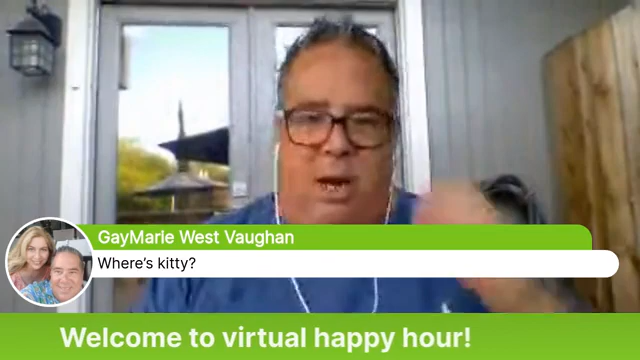 GayMarie West Vaughan
Where's kitty?
Welcome to virtual happy hour!